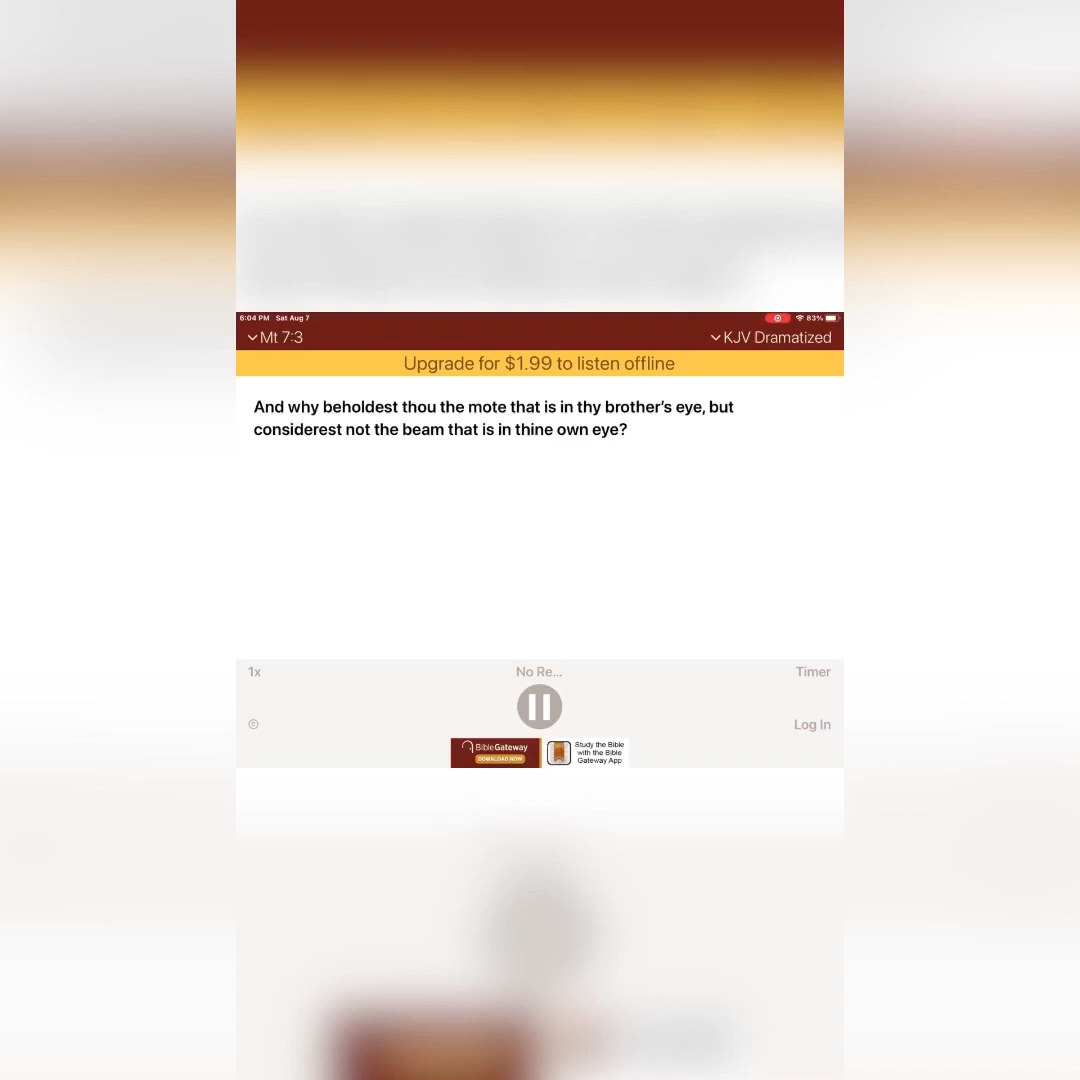 6:04 PM Sat Aug 7 83%
Mt 7:3 KJV Dramatized
Upgrade for $1.99 to listen offline
And why beholdest thou the mote that is in thy brother’s eye, but
considerest not the beam that is in thine own eye?
1x No Re... Timer
© Log In
BibleGateway
DOWNLOAD NOW
Study the Bible
with the Bible
Gateway App